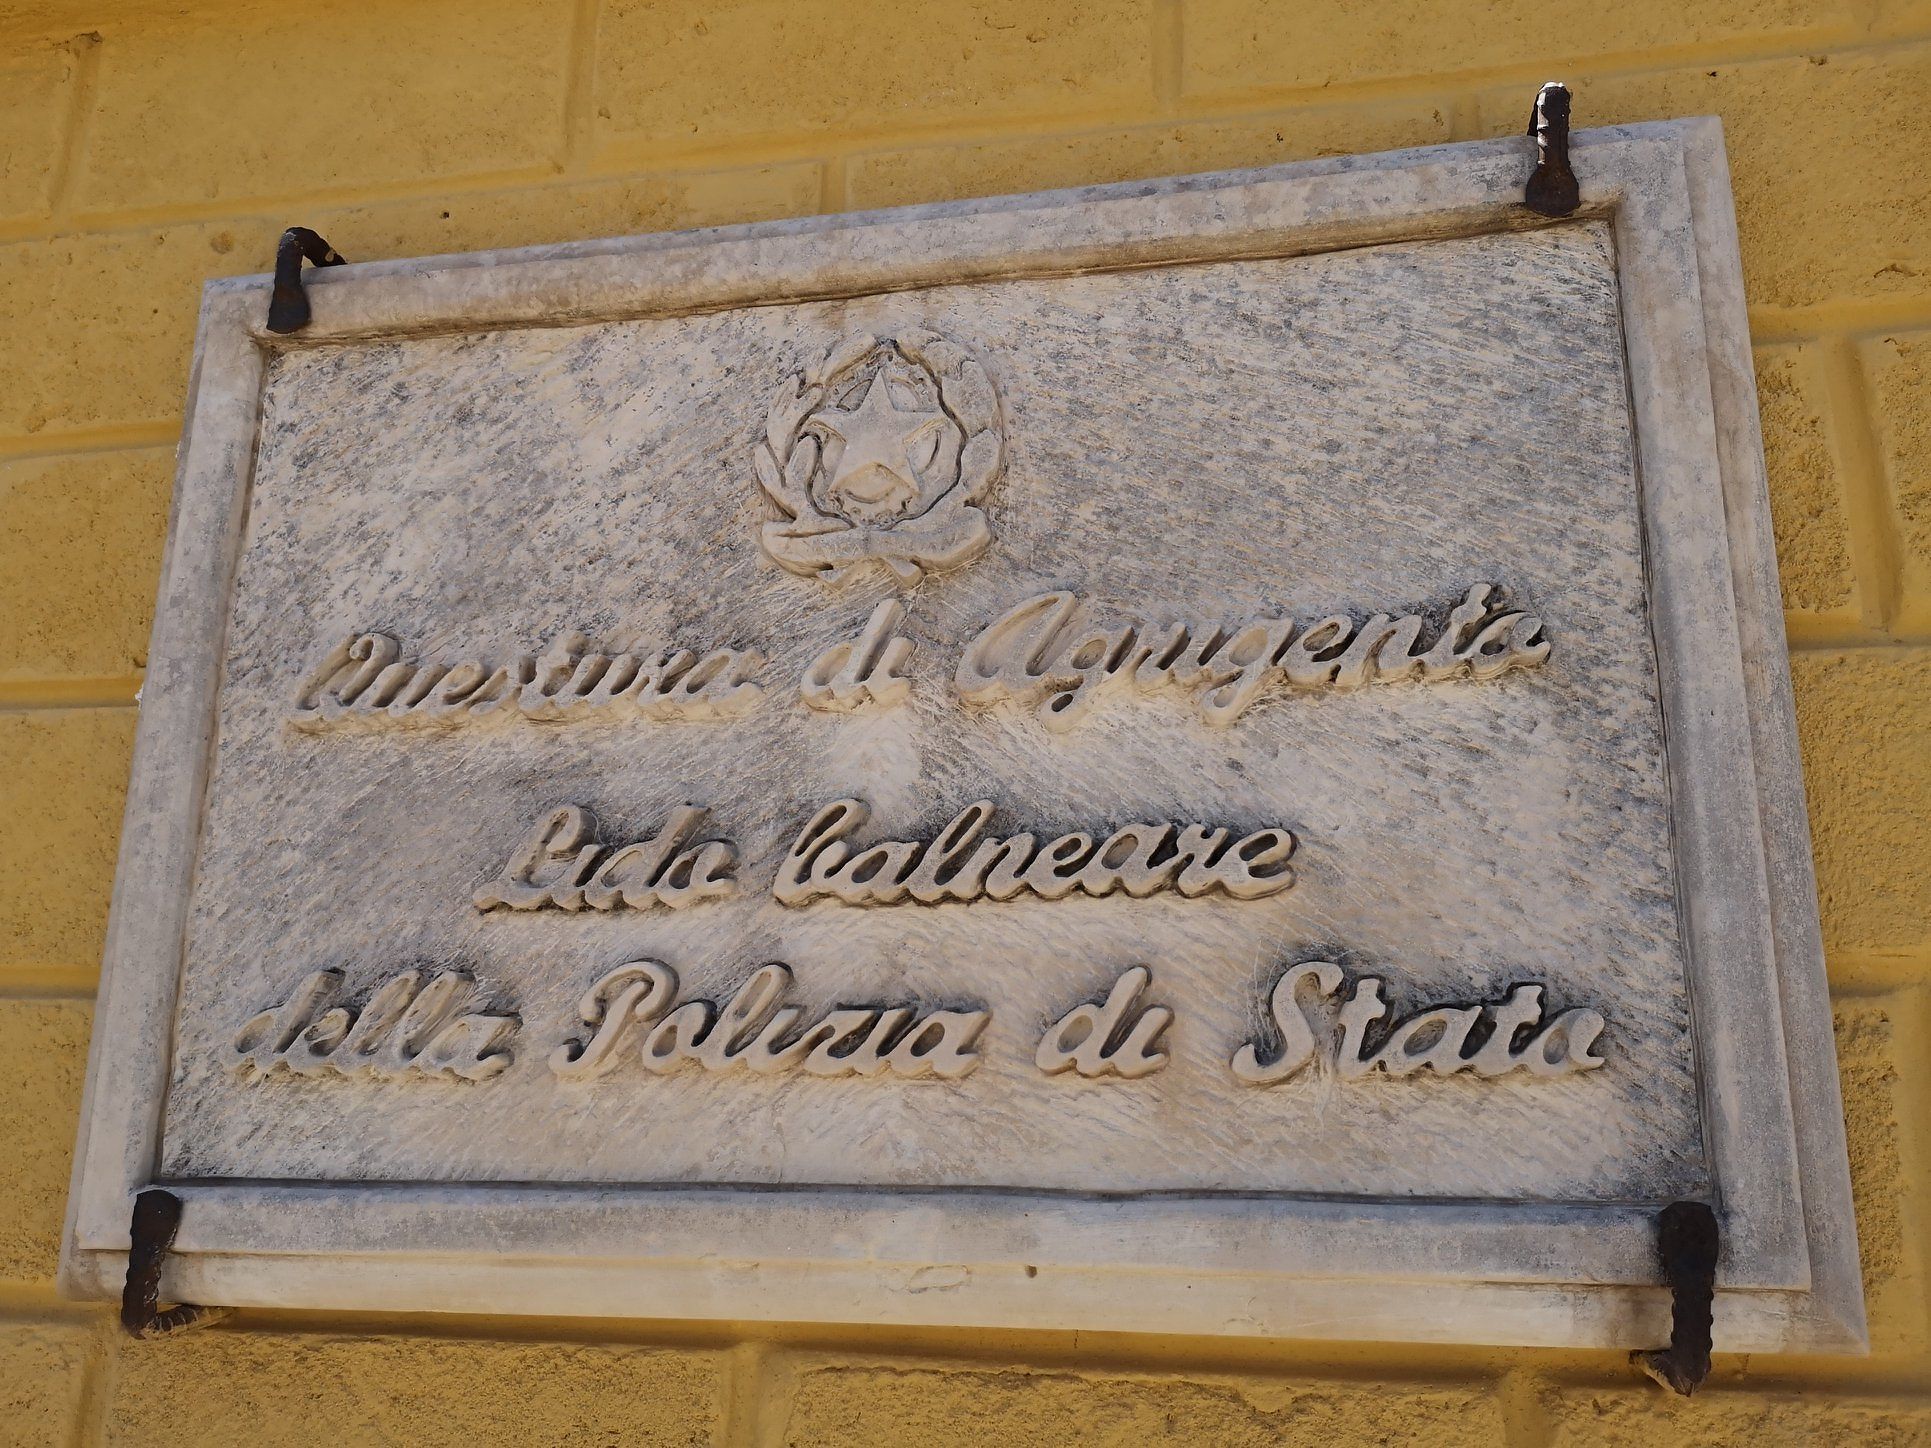 Questura di Agrigento
Lido Balneare
della Polizia di Stato